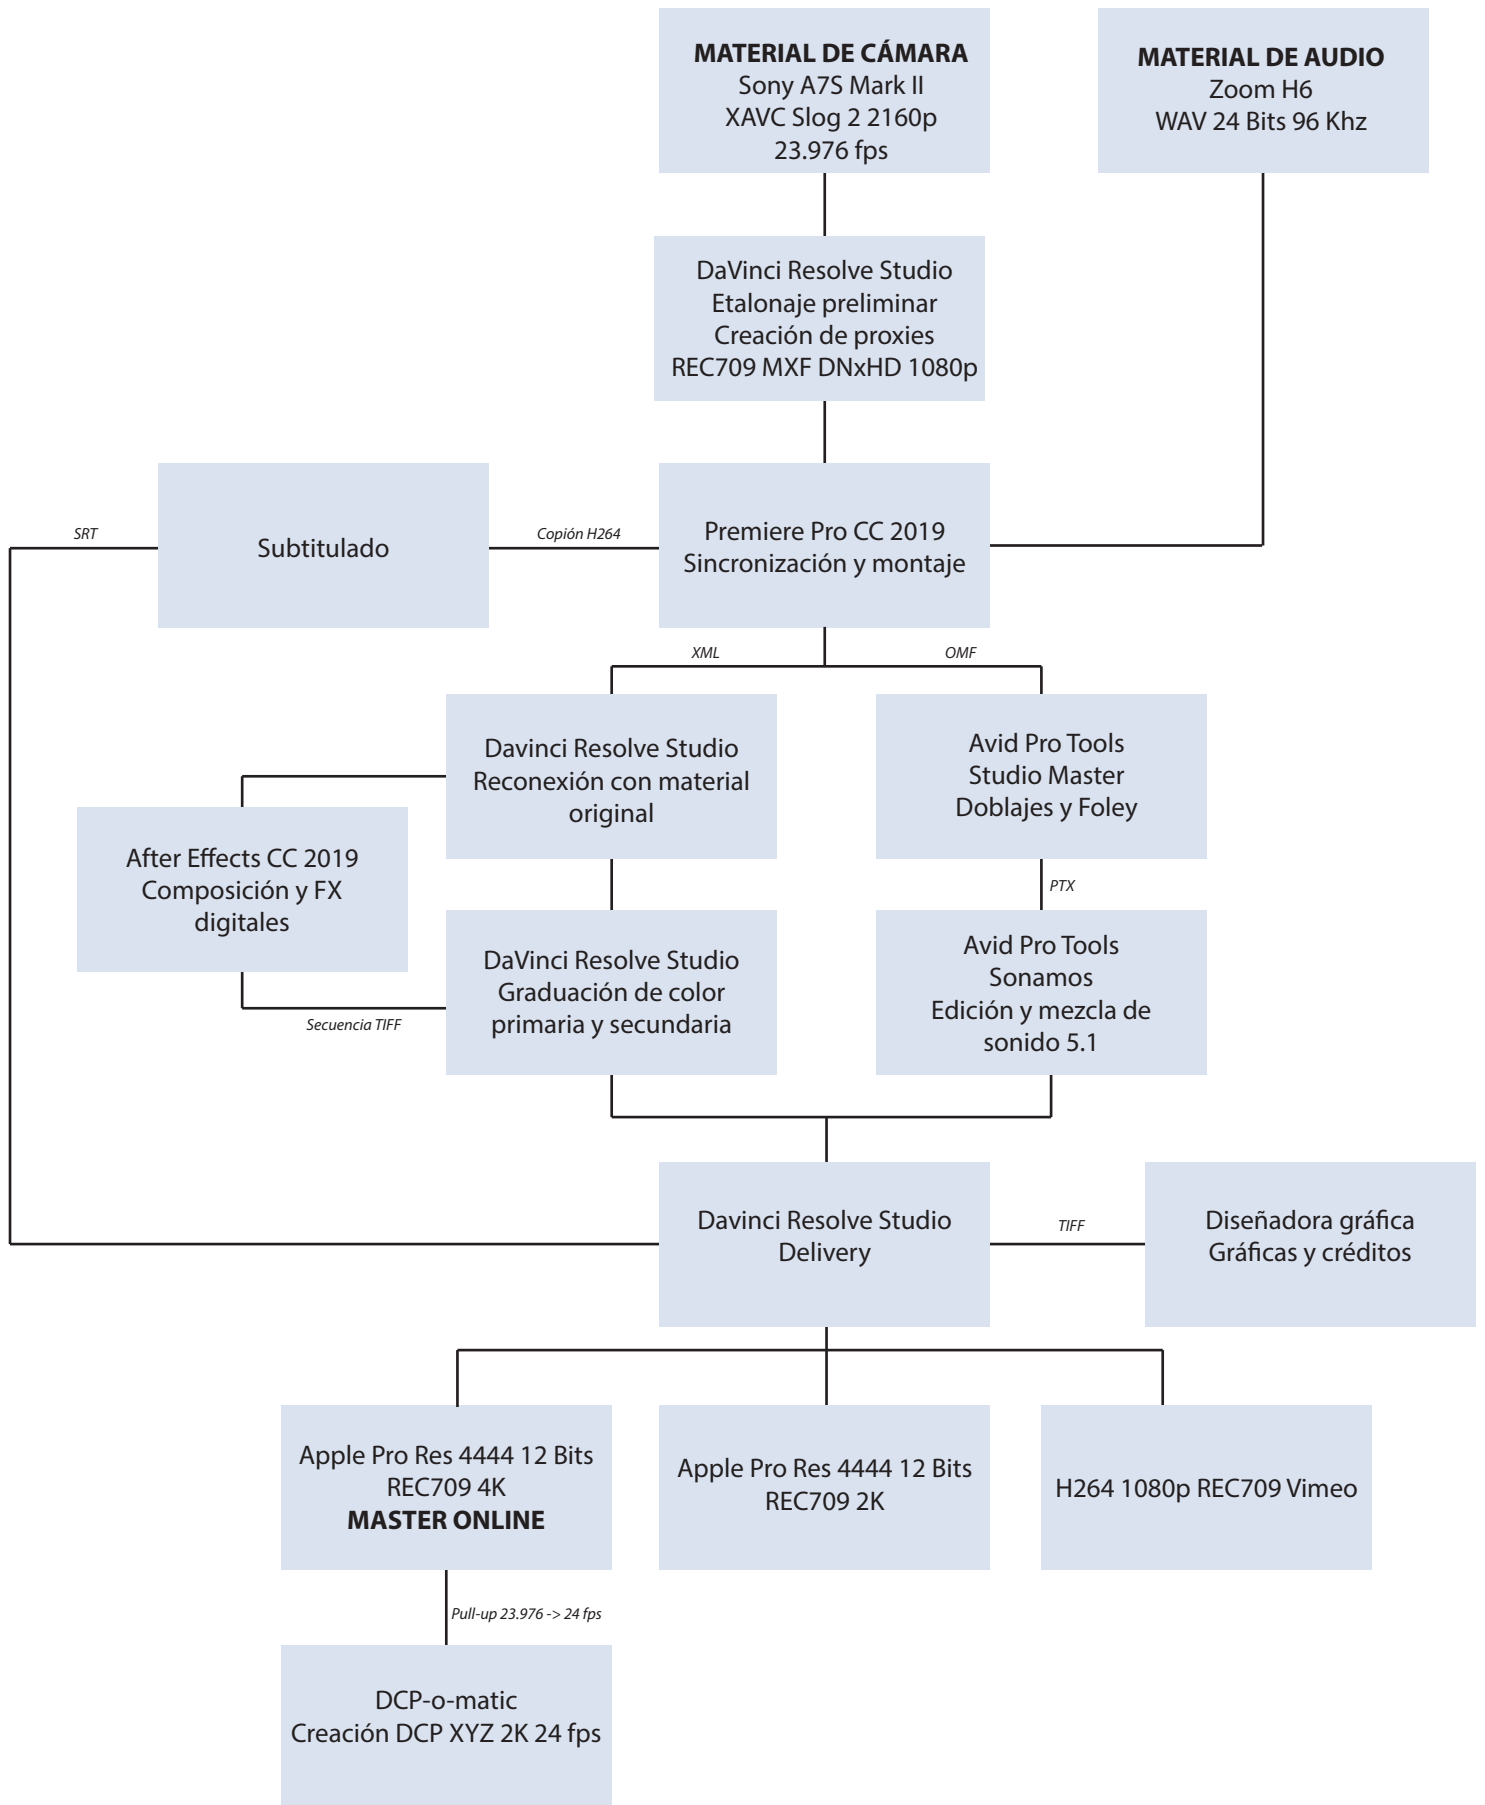 MATERIAL DE CÁMARA
Sony A7S Mark II
XAVC Slog 2 2160p
23.976 fps
MATERIAL DE AUDIO
Zoom H6
WAV 24 Bits 96 Khz
DaVinci Resolve Studio
Etalonaje preliminar
Creación de proxies
REC709 MXF DNxHD 1080p
SRT
Subtitulado
Copión H264
Premiere Pro CC 2019
Sincronización y montaje
XML
OMF
Davinci Resolve Studio
Reconexión con material
original
Avid Pro Tools
Studio Master
Doblajes y Foley
After Effects CC 2019
Composición y FX
digitales
PTX
Secuencia TIFF
DaVinci Resolve Studio
Graduación de color
primaria y secundaria
Avid Pro Tools
Sonamos
Edición y mezcla de
sonido 5.1
Davinci Resolve Studio
Delivery
TIFF
Diseñadora gráfica
Gráficas y créditos
Apple Pro Res 4444 12 Bits
REC709 4K
MASTER ONLINE
Apple Pro Res 4444 12 Bits
REC709 2K
H264 1080p REC709 Vimeo
Pull-up 23.976 -> 24 fps
DCP-o-matic
Creación DCP XYZ 2K 24 fps